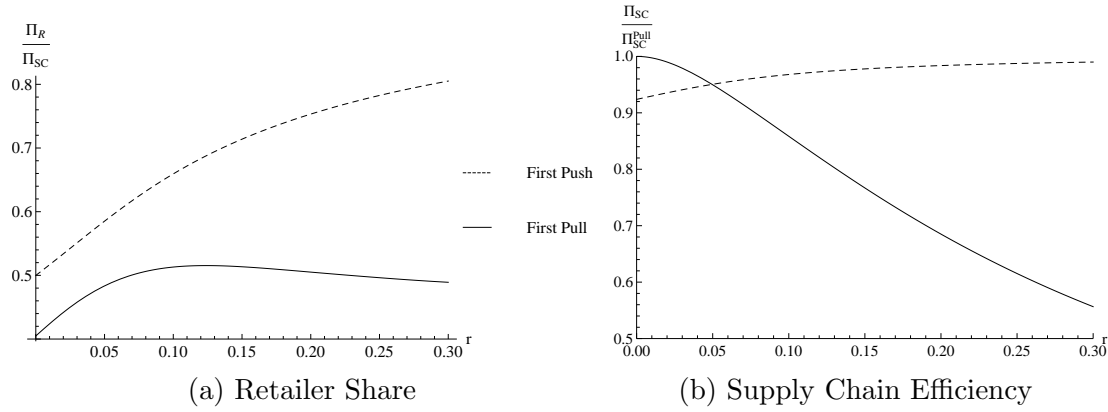 Π_R
Π_SC
0.8
0.7
0.6
0.5
0.05 0.10 0.15 0.20 0.25 0.30 r
(a) Retailer Share
First Push
First Pull
Π_SC
Π_SC^Pull
1.0
0.9
0.8
0.7
0.6
0.5
0.00 0.05 0.10 0.15 0.20 0.25 0.30 r
(b) Supply Chain Efficiency